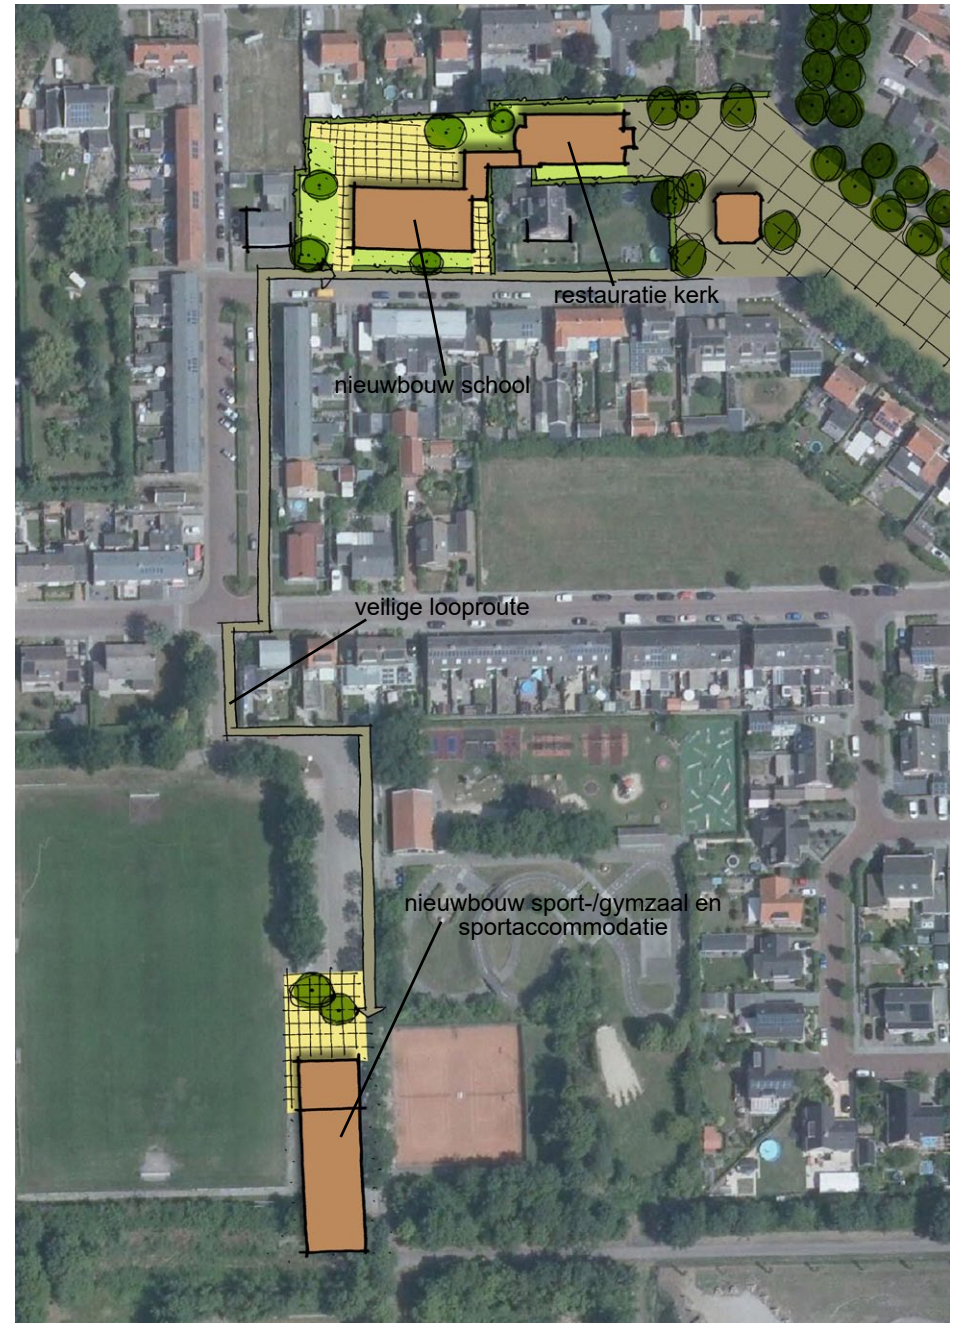 restauratie kerk
nieuwbouw school
veilige looproute
nieuwbouw sport-/gymzaal en
sportaccommodatie